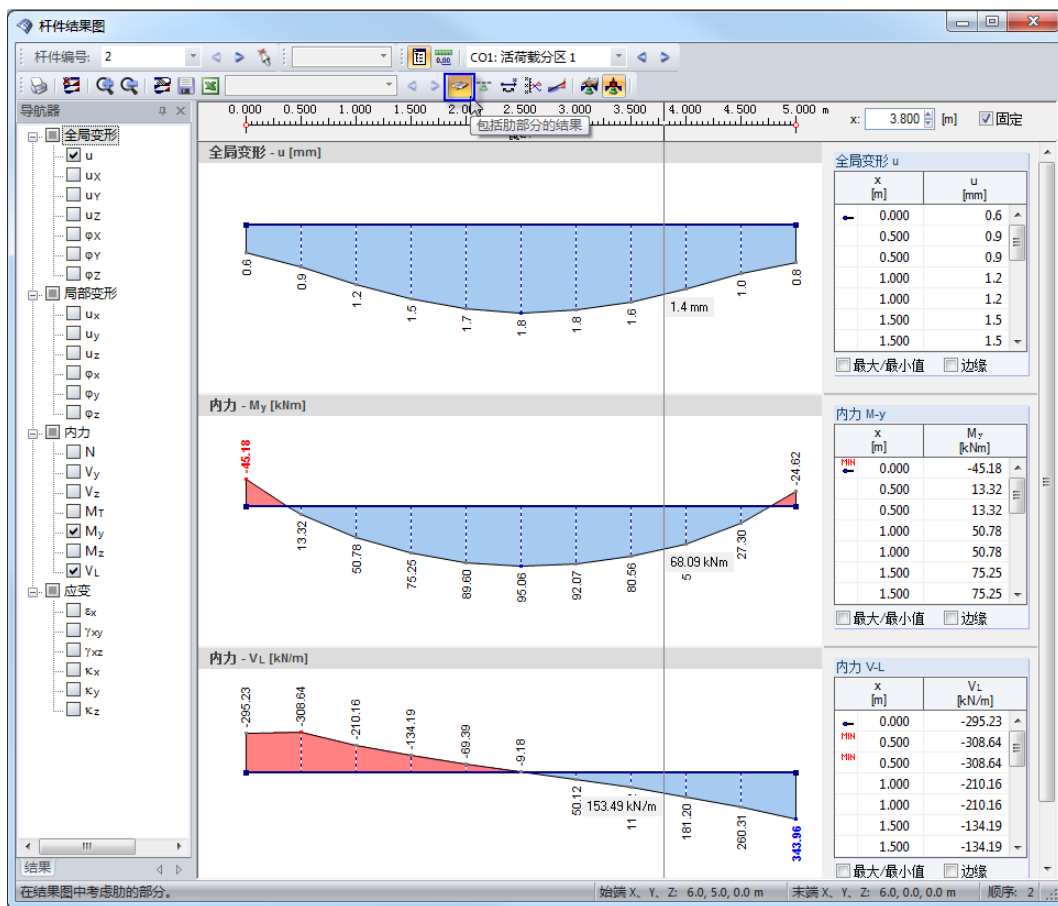 杆件结果图
杆件编号: 2
CO1: 活荷载分区 1
导航器
全局变形
u
uX
uY
uZ
φX
φY
φZ
局部变形
ux
uy
uz
φx
φy
φz
内力
N
Vy
Vz
MT
My
Mz
VL
应变
εx
γxy
γxz
κx
κy
κz
结果
0.000 0.500 1.000 1.500 2.500 3.000 3.500 4.000 4.500 5.000 m
包括肋部分的结果
x: 3.800 [m] 固定
全局变形 - u [mm]
0.6 0.9 1.2 1.5 1.7 1.8 1.8 1.6 1.0 0.8
1.4 mm
内力 - My [kNm]
-45.18 13.32 50.78 75.25 89.60 95.06 92.07 80.56 5 27.30 -24.62
68.09 kNm
内力 - VL [kN/m]
-295.23 -308.64 -210.16 -134.19 -69.39 -9.18 50.12 11 181.20 260.31 343.96
153.49 kN/m
全局变形 u
x u
[m] [mm]
0.000 0.6
0.500 0.9
0.500 0.9
1.000 1.2
1.000 1.2
1.500 1.5
1.500 1.5
最大/最小值 边缘
内力 M-y
x My
[m] [kNm]
MIN 0.000 -45.18
0.500 13.32
0.500 13.32
1.000 50.78
1.000 50.78
1.500 75.25
1.500 75.25
最大/最小值 边缘
内力 V-L
x VL
[m] [kN/m]
0.000 -295.23
MIN 0.500 -308.64
MIN 0.500 -308.64
1.000 -210.16
1.000 -210.16
1.500 -134.19
1.500 -134.19
最大/最小值 边缘
在结果图中考虑肋的部分。
始端 X、Y、Z: 6.0, 5.0, 0.0 m
末端 X、Y、Z: 6.0, 0.0, 0.0 m
顺序: 2